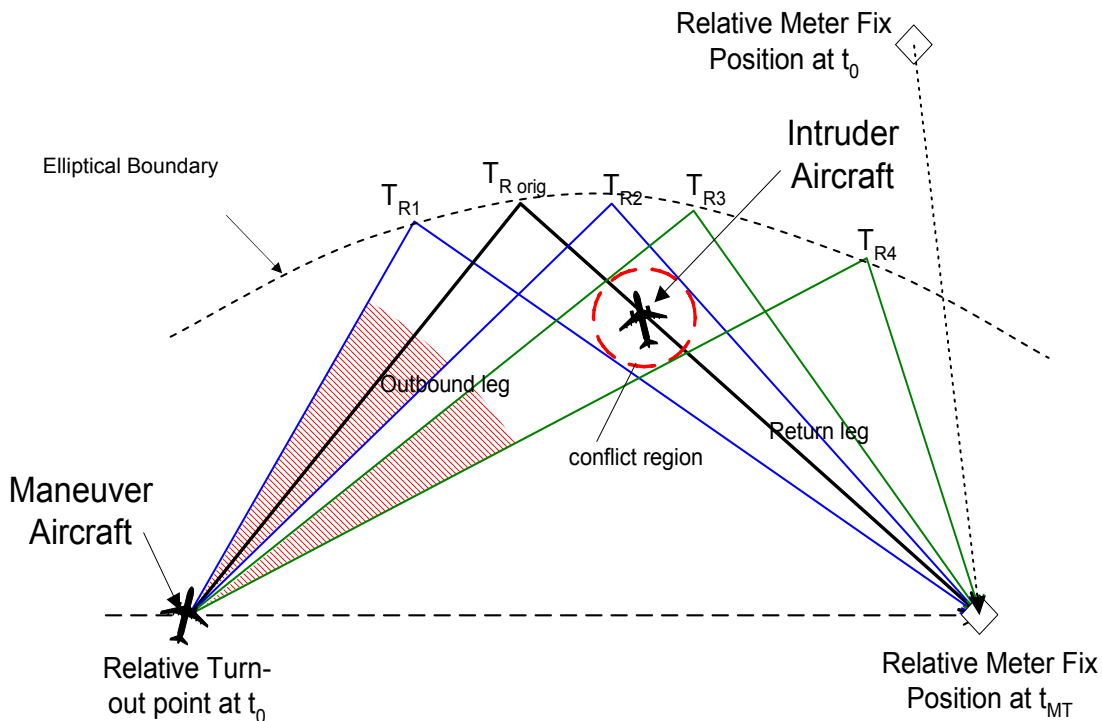 Relative Meter Fix
Position at t0
Intruder
Aircraft
Elliptical Boundary
TR1
TR orig
TR2
TR3
TR4
Outbound leg
Return leg
conflict region
Maneuver
Aircraft
Relative Turn-
out point at t0
Relative Meter Fix
Position at tMT